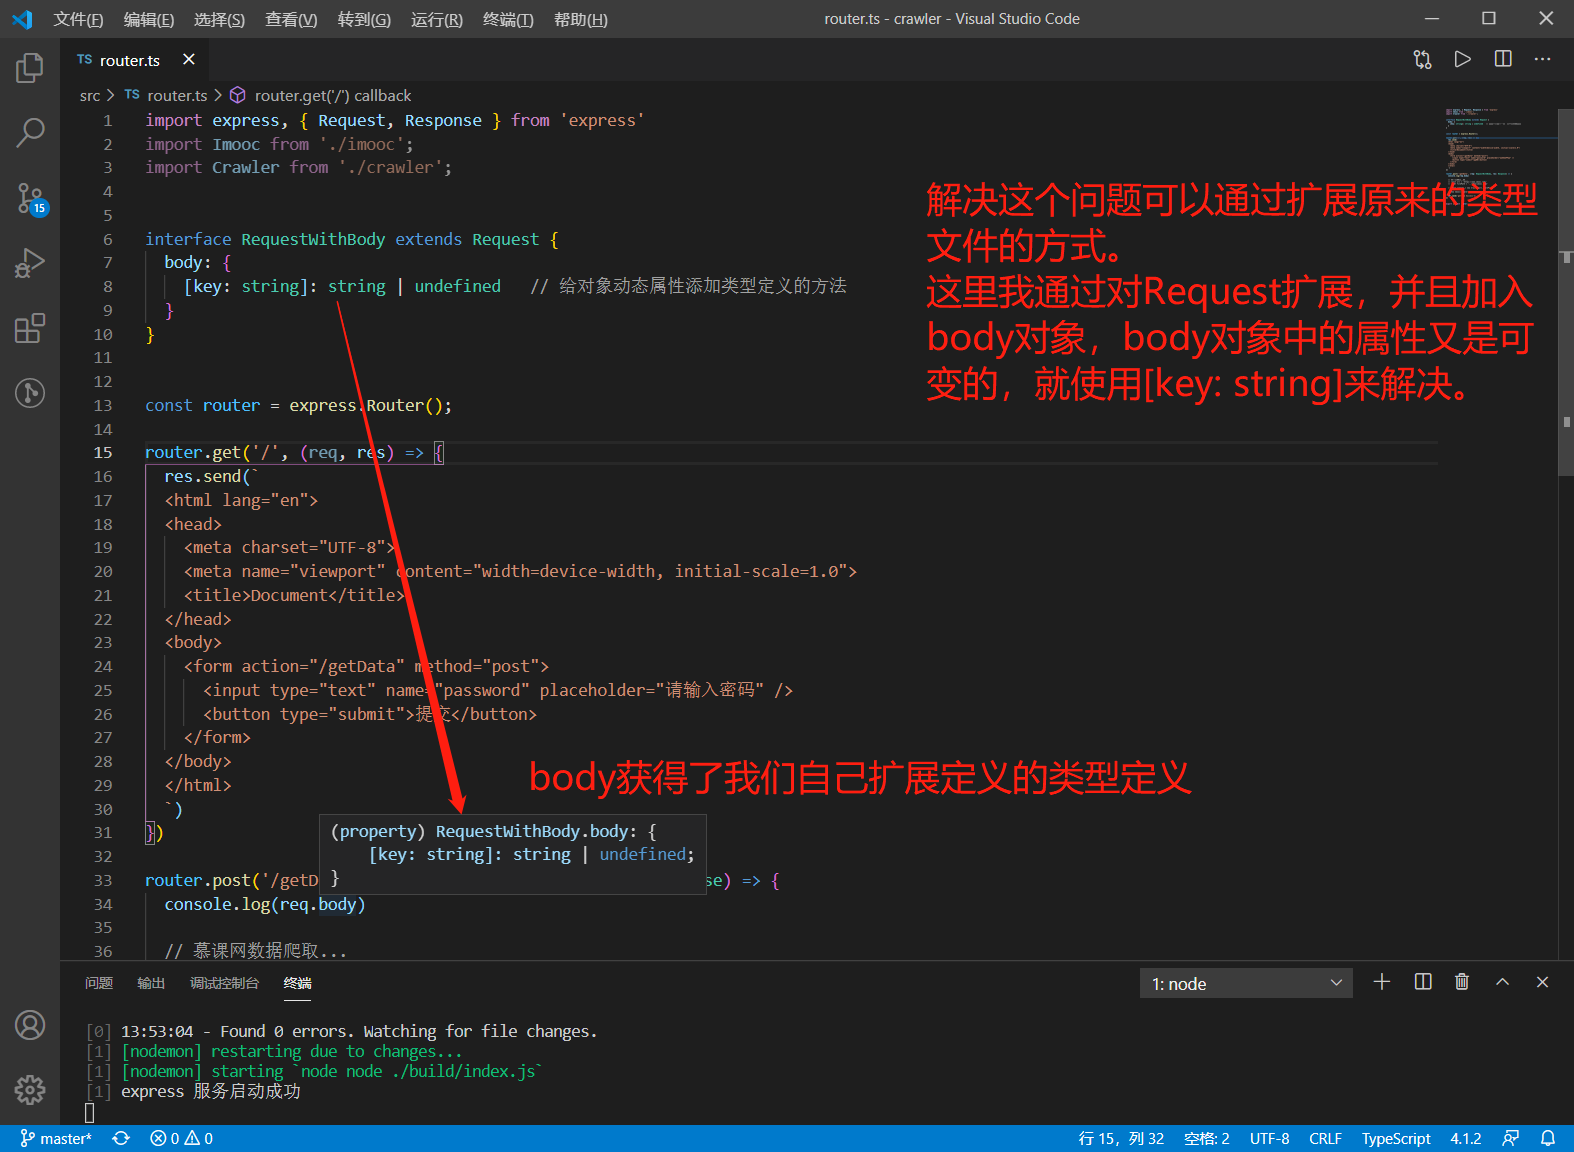 文件(F) 编辑(E) 选择(S) 查看(V) 转到(G) 运行(R) 终端(T) 帮助(H) router.ts - crawler - Visual Studio Code
TS router.ts
src > TS router.ts > router.get('/') callback
1 import express, { Request, Response } from 'express'
2 import Imooc from './imooc';
3 import Crawler from './crawler';
4
5
6 interface RequestWithBody extends Request {
7 body: {
8 [key: string]: string | undefined // 给对象动态属性添加类型定义的方法
9 }
10 }
11
12
13 const router = express.Router();
14
15 router.get('/', (req, res) => {
16 res.send(`
17 <html lang="en">
18 <head>
19 <meta charset="UTF-8">
20 <meta name="viewport" content="width=device-width, initial-scale=1.0">
21 <title>Document</title>
22 </head>
23 <body>
24 <form action="/getData" method="post">
25 <input type="text" name="password" placeholder="请输入密码" />
26 <button type="submit">提交</button>
27 </form>
28 </body>
29 </html>
30 `)
31 })
32
33 router.post('/getD se) => {
34 console.log(req.body)
35
36 // 慕课网数据爬取...
解决这个问题可以通过扩展原来的类型
文件的方式。
这里我通过对Request扩展，并且加入
body对象，body对象中的属性又是可
变的，就使用[key: string]来解决。
body获得了我们自己扩展定义的类型定义
(property) RequestWithBody.body: {
[key: string]: string | undefined;
}
15
问题 输出 调试控制台 终端 1: node
[0] 13:53:04 - Found 0 errors. Watching for file changes.
[1] [nodemon] restarting due to changes...
[1] [nodemon] starting `node node ./build/index.js`
[1] express 服务启动成功
master* 0 0 行 15，列 32 空格: 2 UTF-8 CRLF TypeScript 4.1.2